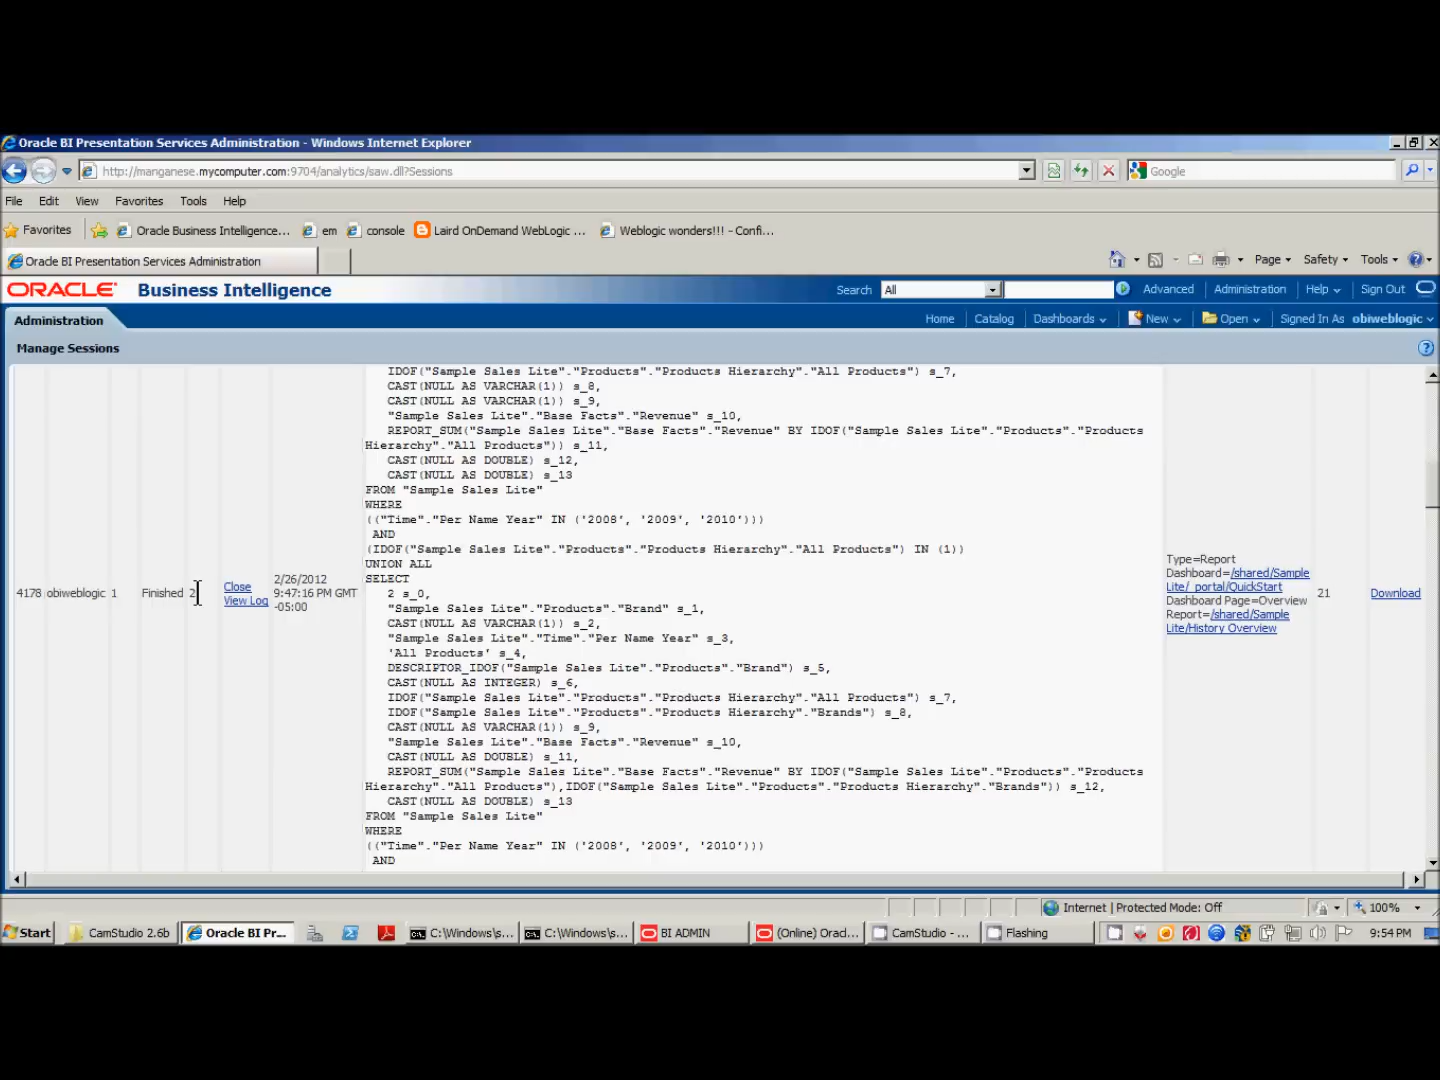 Oracle BI Presentation Services Administration - Windows Internet Explorer
http://manganese.mycomputer.com:9704/analytics/saw.dll?Sessions
Google
File Edit View Favorites Tools Help
Favorites Oracle Business Intelligence... em console Laird OnDemand WebLogic ... Weblogic wonders!!! - Confi...
Oracle BI Presentation Services Administration Page Safety Tools
ORACLE Business Intelligence Search All Advanced Administration Help Sign Out
Administration Home Catalog Dashboards New Open Signed In As obiweblogic
Manage Sessions
IDOF("Sample Sales Lite"."Products"."Products Hierarchy"."All Products") s_7,
CAST(NULL AS VARCHAR(1)) s_8,
CAST(NULL AS VARCHAR(1)) s_9,
"Sample Sales Lite"."Base Facts"."Revenue" s_10,
REPORT_SUM("Sample Sales Lite"."Base Facts"."Revenue" BY IDOF("Sample Sales Lite"."Products"."Products
Hierarchy"."All Products")) s_11,
CAST(NULL AS DOUBLE) s_12,
CAST(NULL AS DOUBLE) s_13
FROM "Sample Sales Lite"
WHERE
(("Time"."Per Name Year" IN ('2008', '2009', '2010')))
AND
(IDOF("Sample Sales Lite"."Products"."Products Hierarchy"."All Products") IN (1))
UNION ALL
SELECT
2 s_0,
"Sample Sales Lite"."Products"."Brand" s_1,
CAST(NULL AS VARCHAR(1)) s_2,
"Sample Sales Lite"."Time"."Per Name Year" s_3,
'All Products' s_4,
DESCRIPTOR_IDOF("Sample Sales Lite"."Products"."Brand") s_5,
CAST(NULL AS INTEGER) s_6,
IDOF("Sample Sales Lite"."Products"."Products Hierarchy"."All Products") s_7,
IDOF("Sample Sales Lite"."Products"."Products Hierarchy"."Brands") s_8,
CAST(NULL AS VARCHAR(1)) s_9,
"Sample Sales Lite"."Base Facts"."Revenue" s_10,
CAST(NULL AS DOUBLE) s_11,
REPORT_SUM("Sample Sales Lite"."Base Facts"."Revenue" BY IDOF("Sample Sales Lite"."Products"."Products
Hierarchy"."All Products"),IDOF("Sample Sales Lite"."Products"."Products Hierarchy"."Brands")) s_12,
CAST(NULL AS DOUBLE) s_13
FROM "Sample Sales Lite"
WHERE
(("Time"."Per Name Year" IN ('2008', '2009', '2010')))
AND
4178 obiweblogic 1 Finished 2
Close
View Log
2/26/2012
9:47:16 PM GMT
-05:00
Type=Report
Dashboard=/shared/Sample
Lite/_portal/QuickStart
Dashboard Page=Overview
Report=/shared/Sample
Lite/History Overview
21
Download
Internet | Protected Mode: Off 100%
Start CamStudio 2.6b Oracle BI Pr... C:\Windows\s... C:\Windows\s... BI ADMIN (Online) Oracl... CamStudio - ... Flashing 9:54 PM